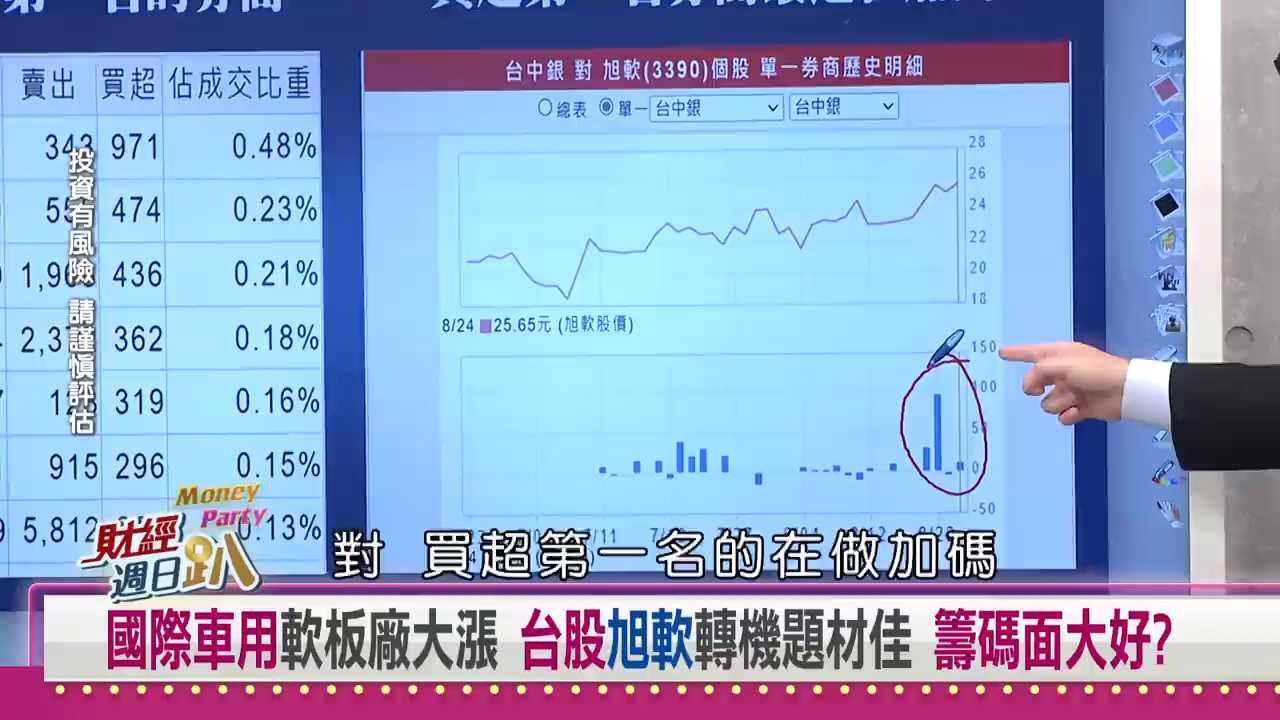 賣出 買超 佔成交比重
343 971 0.48%
474 0.23%
436 0.21%
362 0.18%
319 0.16%
915 296 0.15%
5,812 0.13%
投資有風險 請謹慎評估
台中銀 對 旭軟(3390)個股 單一券商歷史明細
總表 單一 台中銀 台中銀
28
26
24
22
20
18
8/24 25.65元 (旭軟股價)
150
100
50
0
-50
Money Party
財經週日趴
對 買超第一名的在做加碼
國際車用軟板廠大漲 台股旭軟轉機題材佳 籌碼面大好?